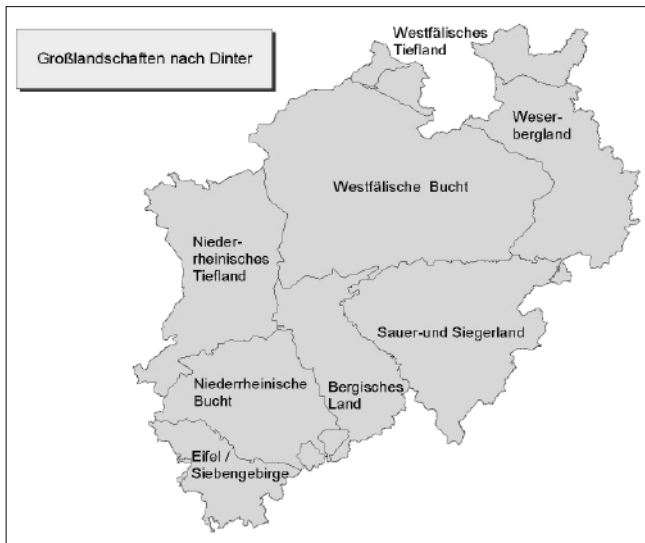 Großlandschaften nach Dinter
Westfälisches
Tiefland
Weser-
bergland
Westfälische Bucht
Nieder-
rheinisches
Tiefland
Sauer-und Siegerland
Niederrheinische
Bucht
Bergisches
Land
Eifel /
Siebengebirge